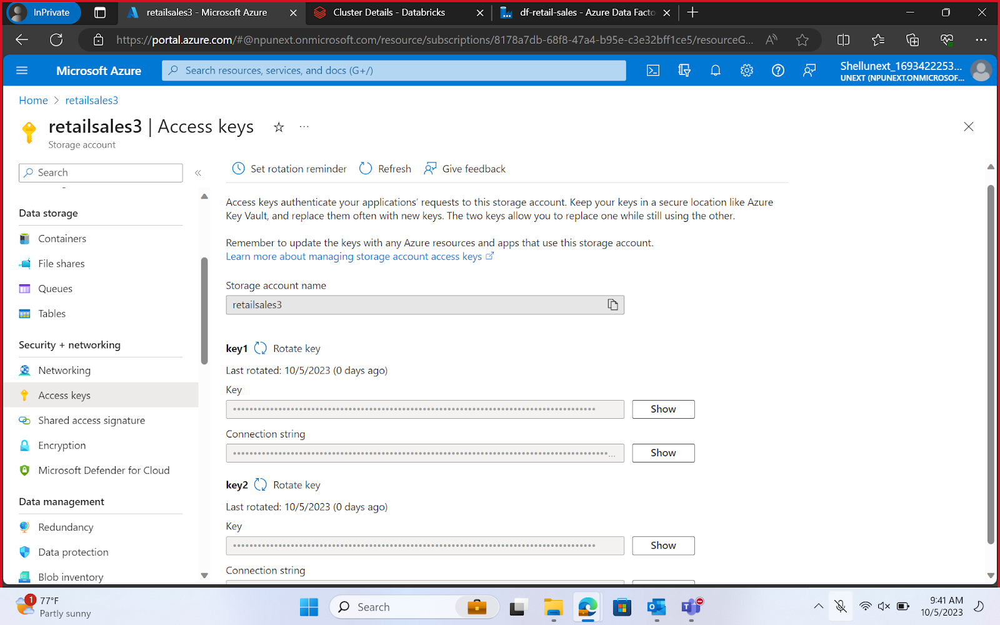 InPrivate
retailsales3 - Microsoft Azure
Cluster Details - Databricks
df-retail-sales - Azure Data Facto
https://portal.azure.com/#@npunext.onmicrosoft.com/resource/subscriptions/8178a7db-68f8-47a4-b95e-c3e32bff1ce5/resourceG...
Microsoft Azure
Search resources, services, and docs (G+/)
Shellunext_1693422253...
UNEXT (NPUNEXT.ONMICROSOF...
Home > retailsales3
retailsales3 | Access keys
Storage account
Search
Set rotation reminder
Refresh
Give feedback
Data storage
Containers
File shares
Queues
Tables
Security + networking
Networking
Access keys
Shared access signature
Encryption
Microsoft Defender for Cloud
Data management
Redundancy
Data protection
Blob inventory
Access keys authenticate your applications' requests to this storage account. Keep your keys in a secure location like Azure
Key Vault, and replace them often with new keys. The two keys allow you to replace one while still using the other.
Remember to update the keys with any Azure resources and apps that use this storage account.
Learn more about managing storage account access keys
Storage account name
retailsales3
key1
Rotate key
Last rotated: 10/5/2023 (0 days ago)
Key
Show
Connection string
...
Show
key2
Rotate key
Last rotated: 10/5/2023 (0 days ago)
Key
Show
Connection string
1
77°F
Partly sunny
Search
9:41 AM
10/5/2023